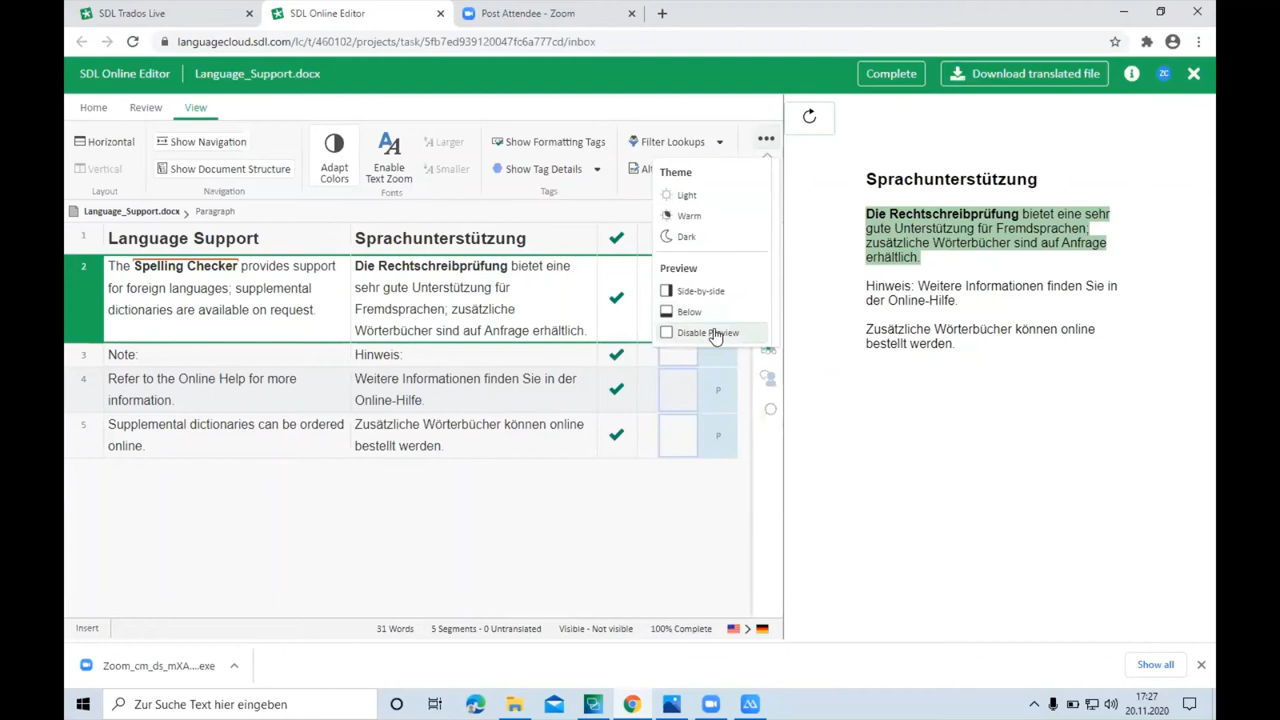 SDL Trados Live
SDL Online Editor
Post Attendee - Zoom
languagecloud.sdl.com/lc/t/460102/projects/task/5fb7ed939120047fc6a777cd/inbox
SDL Online Editor
Language_Support.docx
Complete
Download translated file
ZC
Home
Review
View
Horizontal
Vertical
Layout
Show Navigation
Show Document Structure
Navigation
Adapt
Colors
Enable
Text Zoom
Larger
Smaller
Fonts
Show Formatting Tags
Show Tag Details
Tags
Filter Lookups
Theme
Light
Warm
Dark
Preview
Side-by-side
Below
Disable Preview
Language_Support.docx
Paragraph
1
Language Support
Sprachunterstützung
2
The Spelling Checker provides support
for foreign languages; supplemental
dictionaries are available on request.
Die Rechtschreibprüfung bietet eine
sehr gute Unterstützung für
Fremdsprachen; zusätzliche
Wörterbücher sind auf Anfrage erhältlich.
3
Note:
Hinweis:
4
Refer to the Online Help for more
information.
Weitere Informationen finden Sie in der
Online-Hilfe.
P
5
Supplemental dictionaries can be ordered
online.
Zusätzliche Wörterbücher können online
bestellt werden.
P
Sprachunterstützung
Die Rechtschreibprüfung bietet eine sehr
gute Unterstützung für Fremdsprachen;
zusätzliche Wörterbücher sind auf Anfrage
erhältlich.
Hinweis: Weitere Informationen finden Sie in
der Online-Hilfe.
Zusätzliche Wörterbücher können online
bestellt werden.
Insert
31 Words
5 Segments - 0 Untranslated
Visible - Not visible
100% Complete
Zoom_cm_ds_mXA....exe
Show all
Zur Suche Text hier eingeben
17:27
20.11.2020